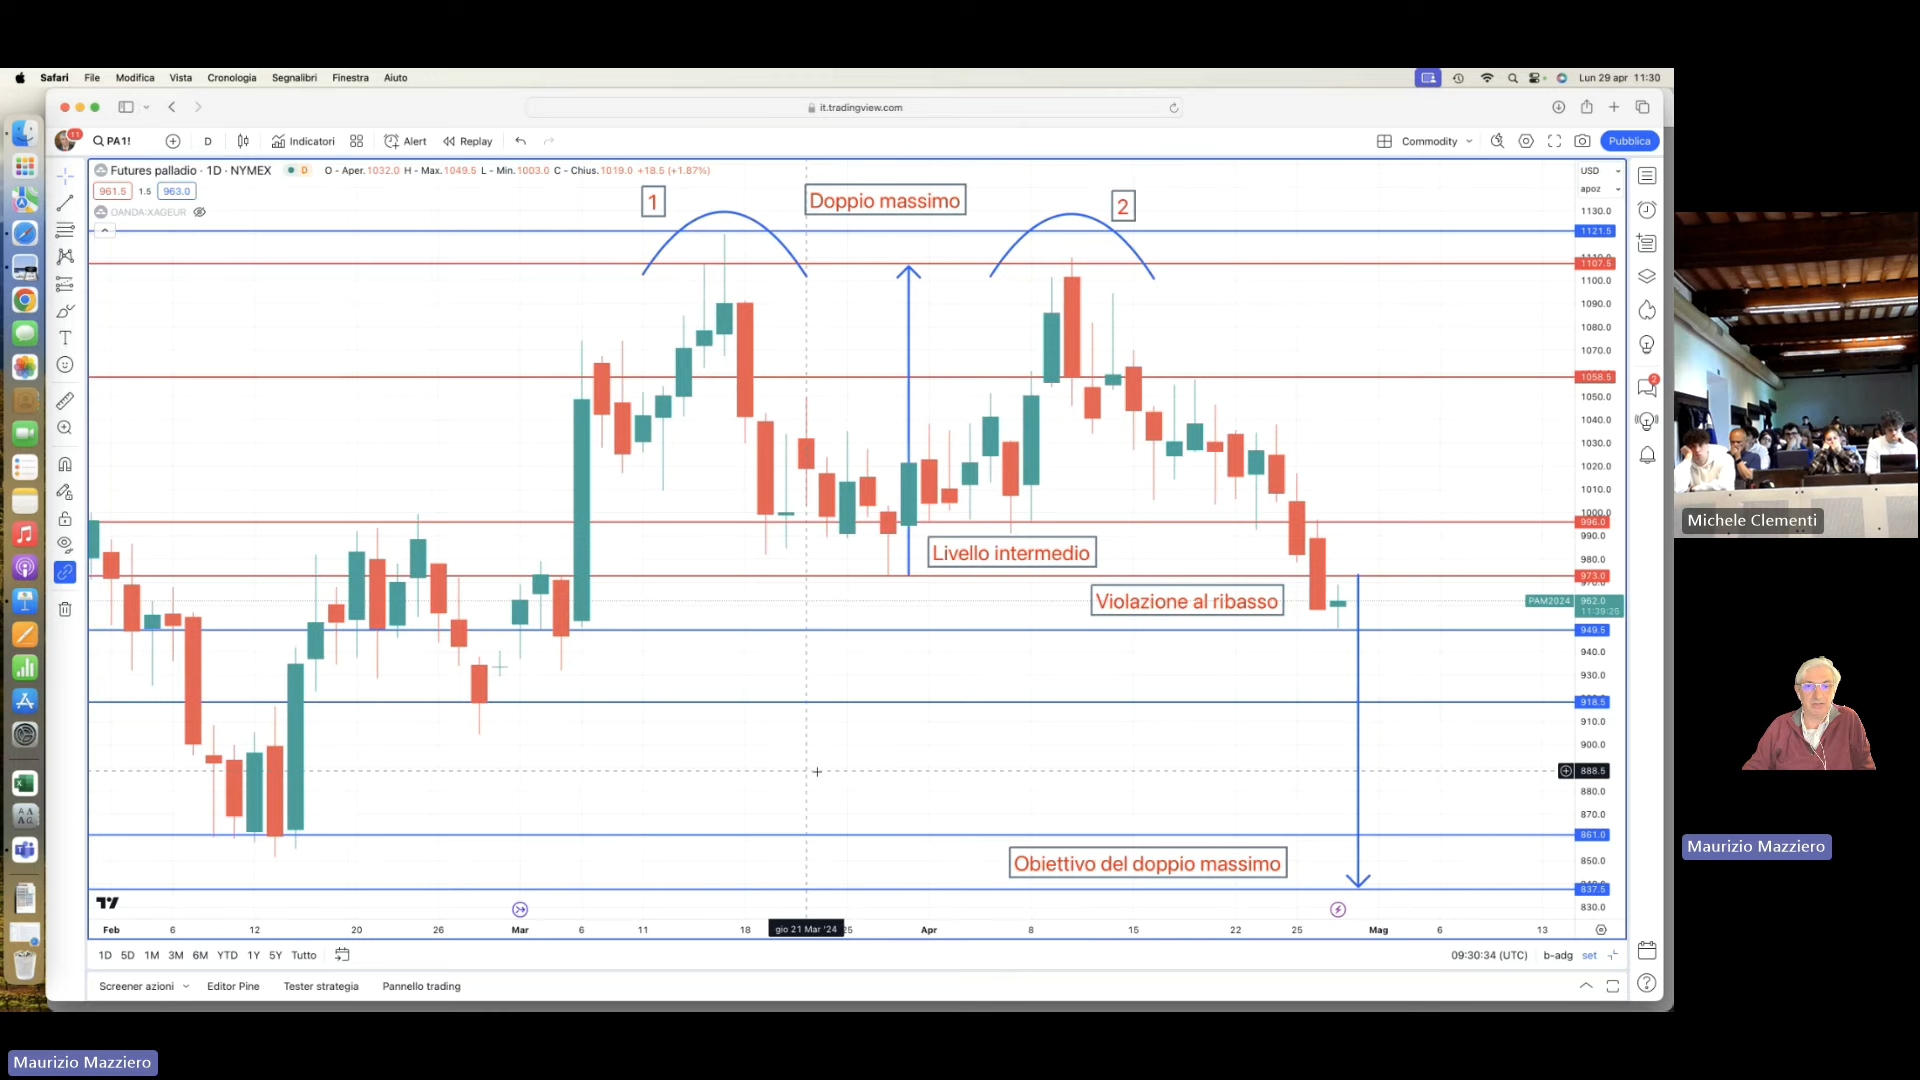 Safari File Modifica Vista Cronologia Segnalibri Finestra Aiuto Lun 29 apr 11:30
it.tradingview.com
11 PA1! D Indicatori Alert Replay Commodity Pubblica
Futures palladio · 1D · NYMEX D O - Aper.1032.0 H - Max.1049.5 L - Min.1003.0 C - Chius.1019.0 +18.5 (+1.87%)
961.5 1.5 963.0
OANDA:XAGEUR
USD
apoz
1
Doppio massimo
2
1130.0
1121.5
1107.5
1100.0
1090.0
1080.0
1070.0
1058.5
1050.0
1040.0
1030.0
1020.0
1010.0
1000.0
996.0
990.0
Livello intermedio
980.0
973.0
Violazione al ribasso
PAM2024 962.0
11:39:25
949.5
940.0
930.0
918.5
910.0
900.0
888.5
880.0
870.0
861.0
Obiettivo del doppio massimo
850.0
837.5
830.0
Feb 6 12 20 26 Mar 6 11 18 gio 21 Mar '24 25 Apr 8 15 22 25 Mag 6 13
1D 5D 1M 3M 6M YTD 1Y 5Y Tutto 09:30:34 (UTC) b-adg set
Screener azioni Editor Pine Tester strategia Pannello trading
2
Michele Clementi
Maurizio Mazziero
Maurizio Mazziero